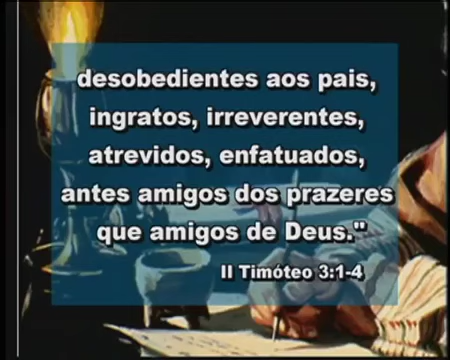 desobedientes aos pais,
ingratos, irreverentes,
atrevidos, enfatuados,
antes amigos dos prazeres
que amigos de Deus."
II Timóteo 3:1-4